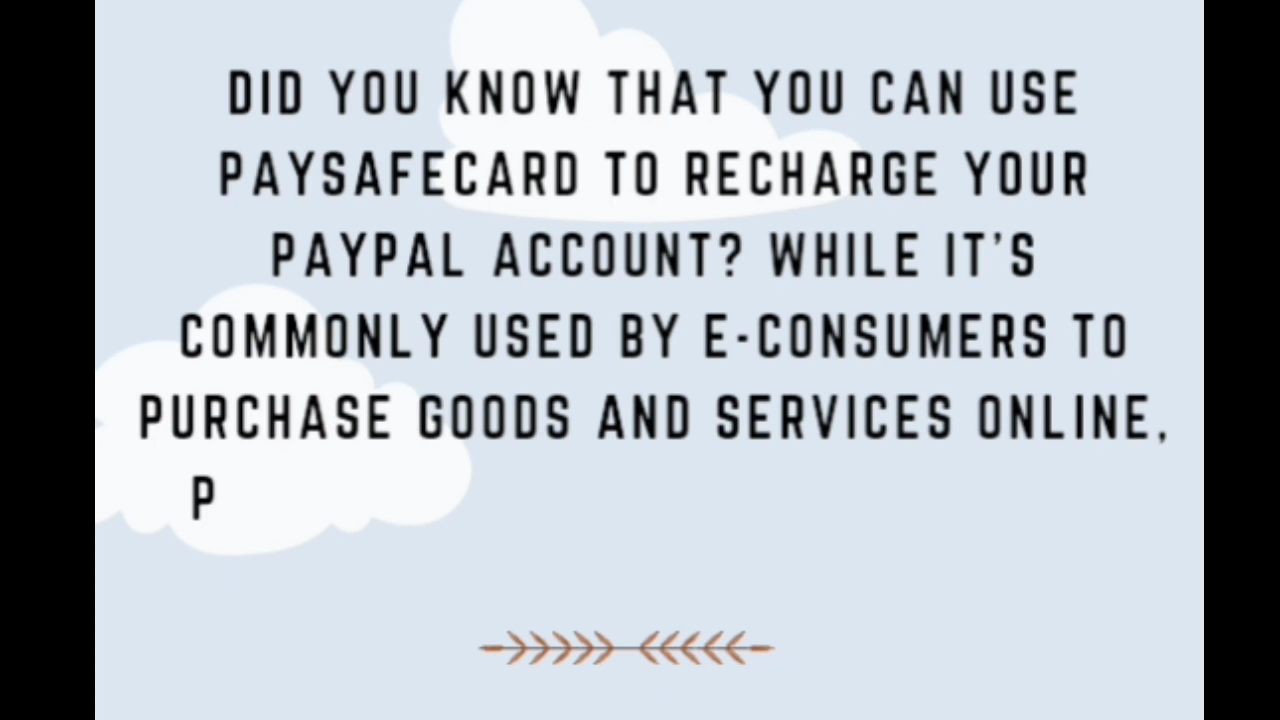 DID YOU KNOW THAT YOU CAN USE
PAYSAFECARD TO RECHARGE YOUR
PAYPAL ACCOUNT? WHILE IT'S
COMMONLY USED BY E-CONSUMERS TO
PURCHASE GOODS AND SERVICES ONLINE,
P